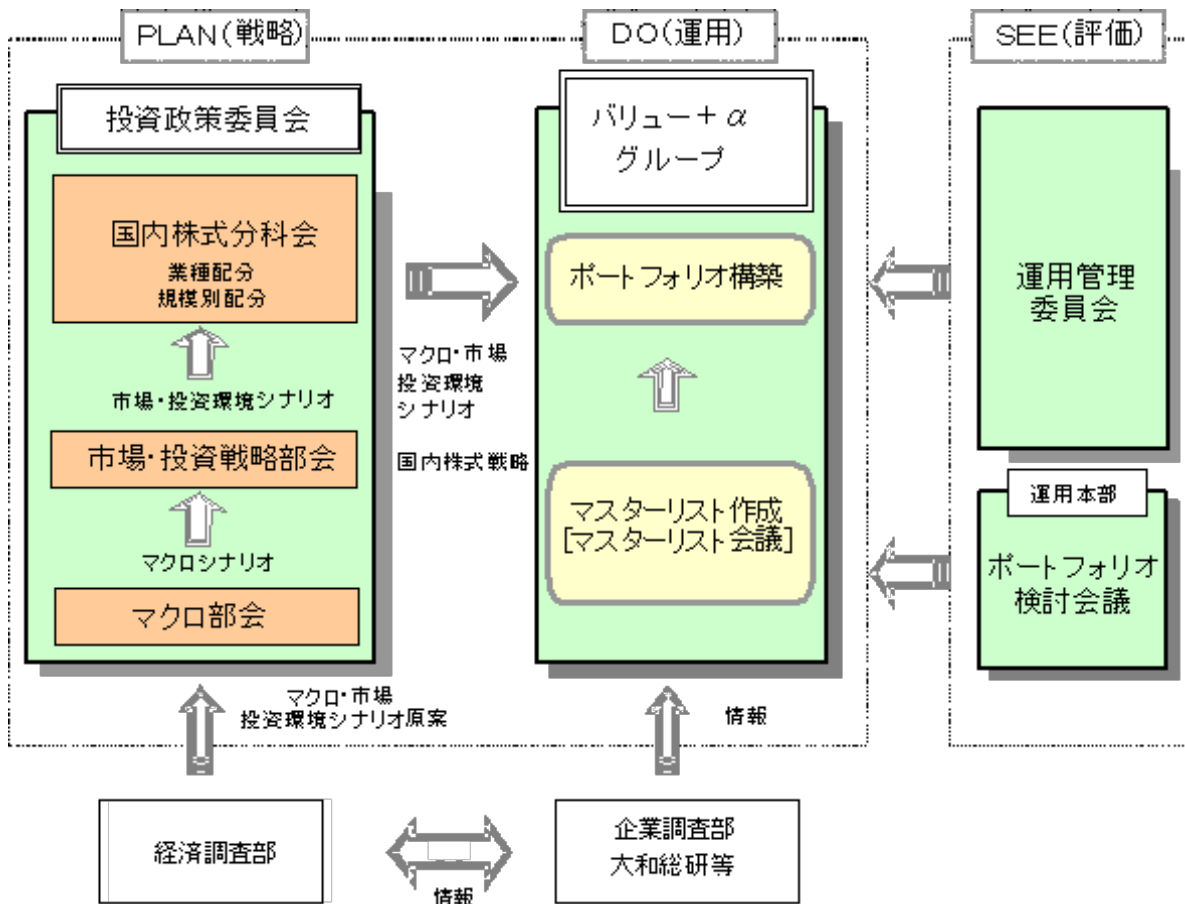 PLAN(戦略)
DO(運用)
SEE(評価)
投資政策委員会
国内株式分科会
業種配分
規模別配分
市場・投資環境シナリオ
市場・投資戦略部会
マクロシナリオ
マクロ部会
マクロ・市場
投資環境
シナリオ
国内株式戦略
バリュー+α
グループ
ポートフォリオ構築
マスターリスト作成
[マスターリスト会議]
運用管理
委員会
運用本部
ポートフォリオ
検討会議
マクロ・市場
投資環境シナリオ原案
情報
経済調査部
情報
企業調査部
大和総研等